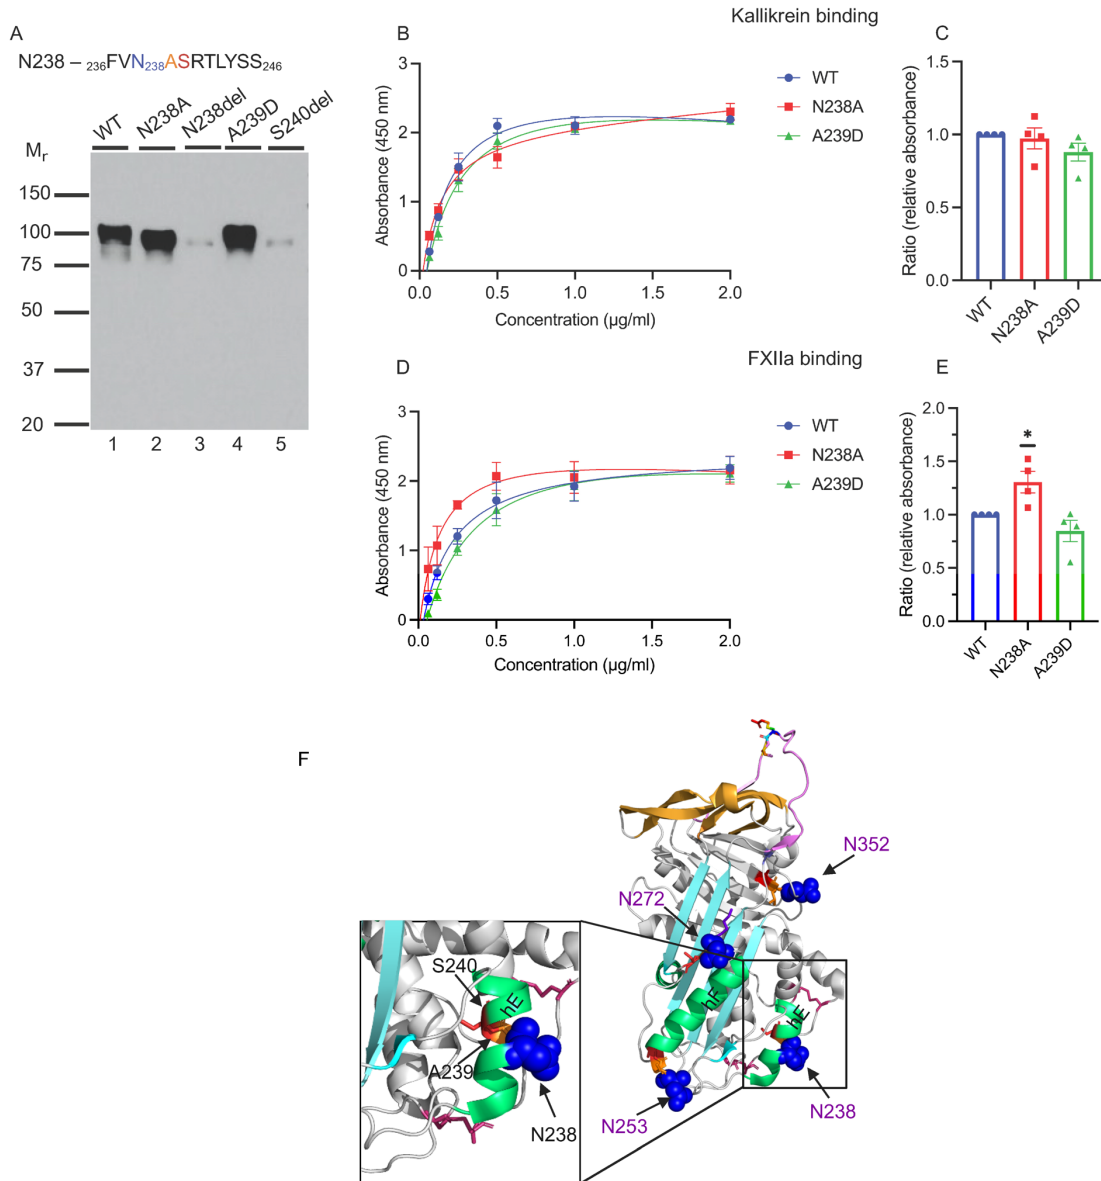 A
N238 – 236FVN238ASRTLYSS246
WT
N238A
N238del
A239D
S240del
Mr
150
100
75
50
37
20
1 2 3 4 5
Kallikrein binding
B
Absorbance (450 nm)
3
2
1
0
0.0 0.5 1.0 1.5 2.0
Concentration (µg/ml)
WT
N238A
A239D
C
Ratio (relative absorbance)
1.5
1.0
0.5
0.0
WT
N238A
A239D
FXIIa binding
D
Absorbance (450 nm)
3
2
1
0
0.0 0.5 1.0 1.5 2.0
Concentration (µg/ml)
WT
N238A
A239D
E
Ratio (relative absorbance)
2.0
1.5
1.0
0.5
0.0
*
WT
N238A
A239D
F
N352
N272
hF
hE
N253
N238
S240
hE
A239
N238